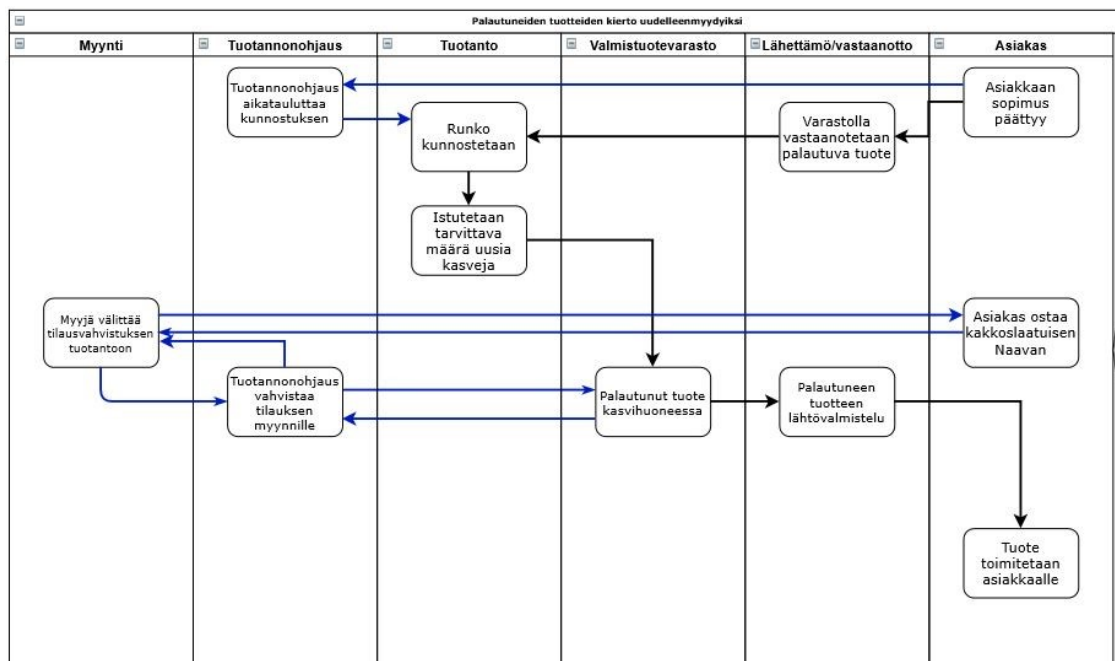 Palautuneiden tuotteiden kierto uudelleenmydyiksi
Myynti
Tuotannonohjaus
Tuotanto
Valmistuotevarasto
Lähettämö/vastaanotto
Asiakas
Tuotannonohjaus
aikatauluttaa
kunnostuksen
Runko
kunnostetaan
Varastolla
vastaanotetaan
palautuva tuote
Asiakkaan
sopimus
päättyy
Istutetaan
tarvittava
määrä uusia
kasveja
Myyjä välittää
tilausvahvistuksen
tuotantoon
Asiakas ostaa
kakkoslaatuisen
Naavan
Tuotannonohjaus
vahvistaa
tilauksen
myynnille
Palautunut tuote
kasvihuoneessa
Palautuneen
tuotteen
lähtövalmistelu
Tuote
toimitetaan
asiakkaalle